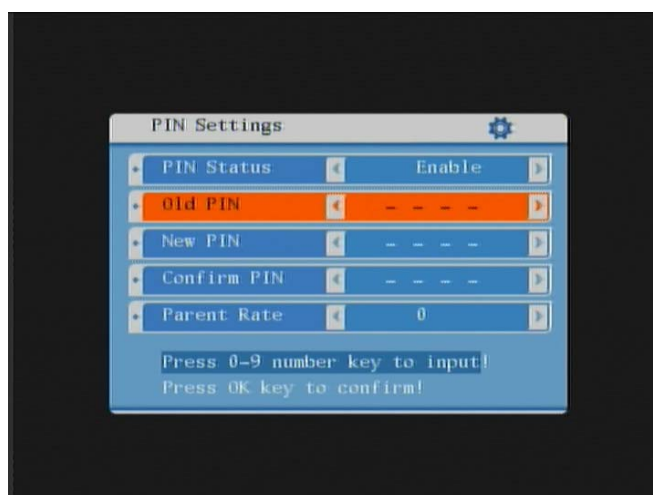 PIN Settings
PIN Status Enable
Old PIN _ _ _ _
New PIN _ _ _ _
Confirm PIN _ _ _ _
Parent Rate 0
Press 0-9 number key to input!
Press OK key to confirm!